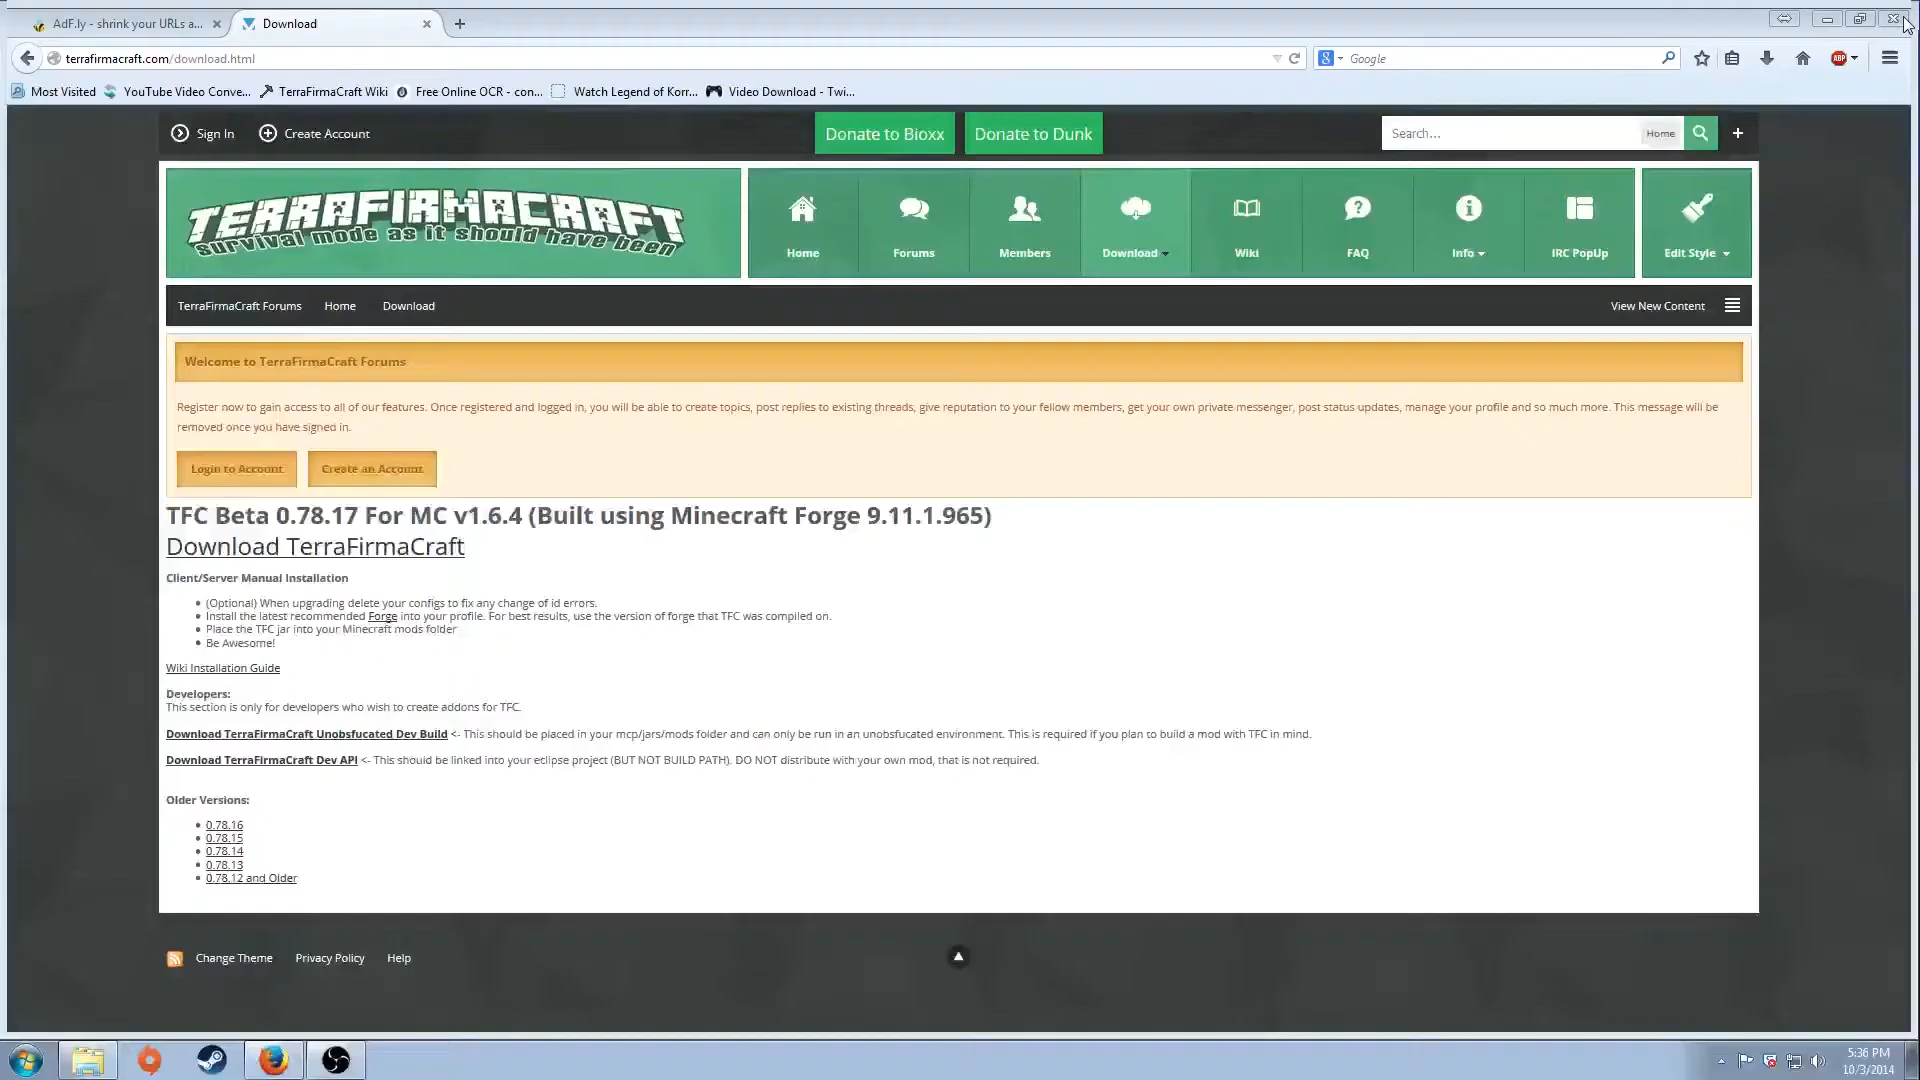 AdF.ly - shrink your URLs a...
Download
terrafirmacraft.com/download.html
Google
Most Visited
YouTube Video Conve...
TerraFirmaCraft Wiki
Free Online OCR - con...
Watch Legend of Korr...
Video Download - Twi...
Sign In
Create Account
Donate to Bioxx
Donate to Dunk
Search...
Home
TERRAFIRMACRAFT
survival mode as it should have been
Home
Forums
Members
Download
Wiki
FAQ
Info
IRC PopUp
Edit Style
TerraFirmaCraft Forums
Home
Download
View New Content
Welcome to TerraFirmaCraft Forums
Register now to gain access to all of our features. Once registered and logged in, you will be able to create topics, post replies to existing threads, give reputation to your fellow members, get your own private messenger, post status updates, manage your profile and so much more. This message will be
removed once you have signed in.
Login to Account
Create an Account
TFC Beta 0.78.17 For MC v1.6.4 (Built using Minecraft Forge 9.11.1.965)
Download TerraFirmaCraft
Client/Server Manual Installation
• (Optional) When upgrading delete your configs to fix any change of id errors.
• Install the latest recommended Forge into your profile. For best results, use the version of forge that TFC was compiled on.
• Place the TFC jar into your Minecraft mods folder
• Be Awesome!
Wiki Installation Guide
Developers:
This section is only for developers who wish to create addons for TFC.
Download TerraFirmaCraft Unobsfucated Dev Build <- This should be placed in your mcp/jars/mods folder and can only be run in an unobsfucated environment. This is required if you plan to build a mod with TFC in mind.
Download TerraFirmaCraft Dev API <- This should be linked into your eclipse project (BUT NOT BUILD PATH). DO NOT distribute with your own mod, that is not required.
Older Versions:
• 0.78.16
• 0.78.15
• 0.78.14
• 0.78.13
• 0.78.12 and Older
Change Theme
Privacy Policy
Help
5:36 PM
10/3/2014